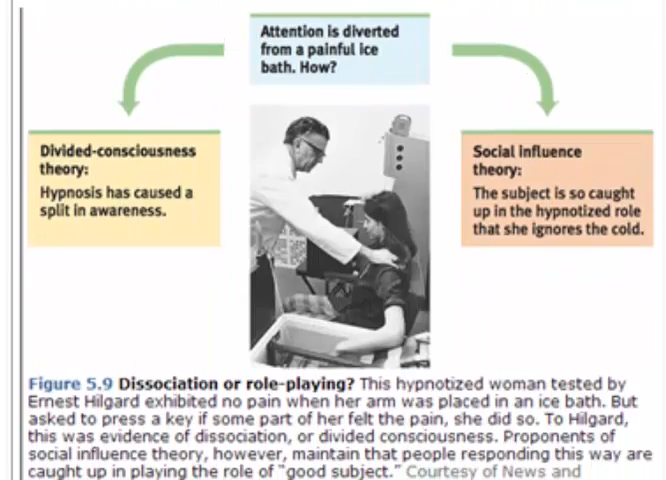 Attention is diverted
from a painful ice
bath. How?
Divided-consciousness
theory:
Hypnosis has caused a
split in awareness.
Social influence
theory:
The subject is so caught
up in the hypnotized role
that she ignores the cold.
Figure 5.9 Dissociation or role-playing? This hypnotized woman tested by
Ernest Hilgard exhibited no pain when her arm was placed in an ice bath. But
asked to press a key if some part of her felt the pain, she did so. To Hilgard,
this was evidence of dissociation, or divided consciousness. Proponents of
social influence theory, however, maintain that people responding this way are
caught up in playing the role of "good subject." Courtesy of News and